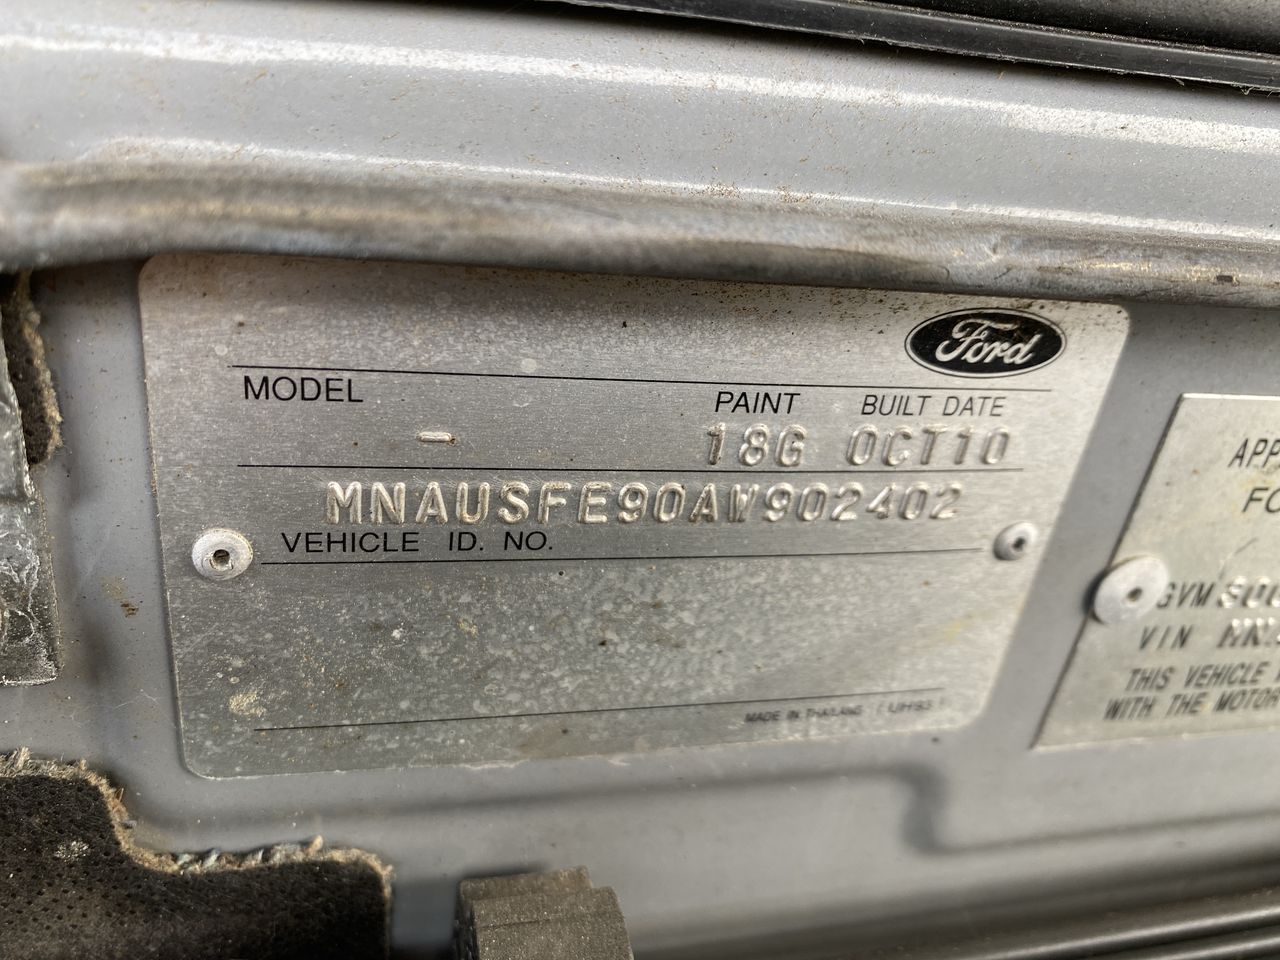 Ford
MODEL PAINT BUILT DATE
- 18G OCT10
MNAUSFE90AW902402
VEHICLE ID. NO.
MADE IN THAILAND
APP
FO
GVM
VIN
THIS VEHICLE
WITH THE MOTOR